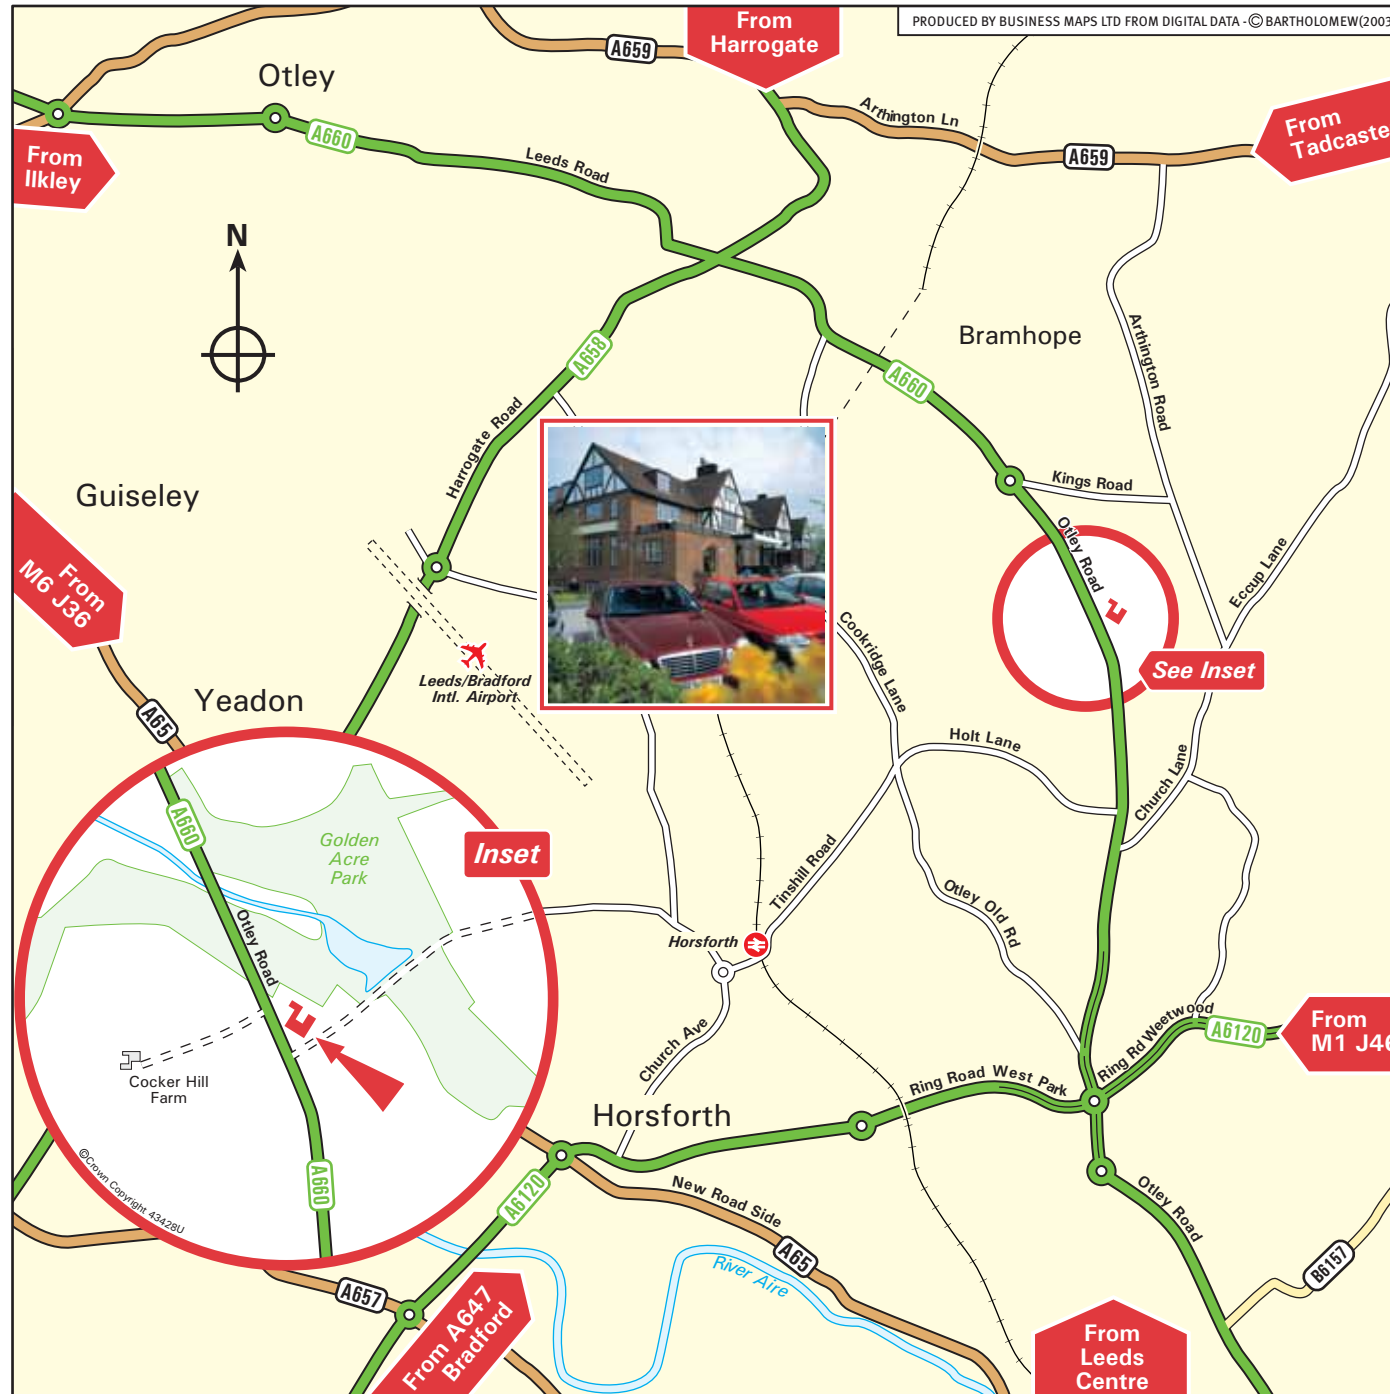 PRODUCED BY BUSINESS MAPS LTD FROM DIGITAL DATA - © BARTHOLOMEW(2003
From
Harrogate
A659
Otley
A660
Leeds Road
Arthington Ln
A659
From
Tadcaste
From
Ilkley
N
A658
Harrogate Road
Bramhope
A660
Arthington Road
Kings Road
Otley Road
Eccup Lane
Guiseley
From
M6 J36
Yeadon
A65
Leeds/Bradford
Intl. Airport
Cookridge Lane
See Inset
Holt Lane
Church Lane
Tinshill Road
Otley Old Rd
Horsforth
Church Ave
Horsforth
Inset
A660
Golden
Acre
Park
Otley Road
Cocker Hill
Farm
A660
©Crown Copyright 43428U
Ring Road West Park
Ring Rd Weetwood
A6120
From
M1 J46
A6120
New Road Side
A65
River Aire
Otley Road
B6157
A657
From A647
Bradford
From
Leeds
Centre